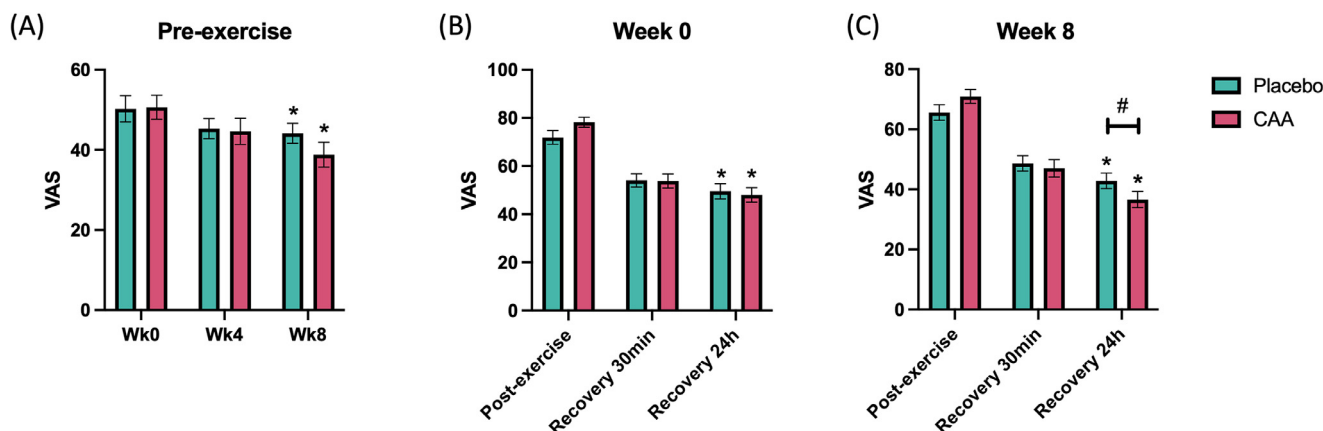 (A)
Pre-exercise
VAS
60
40
20
0
* *
Wk0 Wk4 Wk8
(B)
Week 0
VAS
100
80
60
40
20
0
* *
Post-exercise
Recovery 30min
Recovery 24h
(C)
Week 8
VAS
80
60
40
20
0
#
* *
Post-exercise
Recovery 30min
Recovery 24h
Placebo
CAA